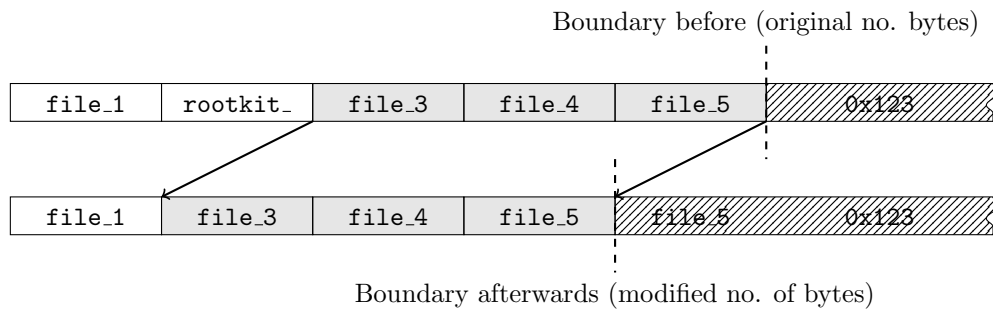 Boundary before (original no. bytes)
file_1 rootkit_ file_3 file_4 file_5 0x123
file_1 file_3 file_4 file_5 file_5 0x123
Boundary afterwards (modified no. of bytes)